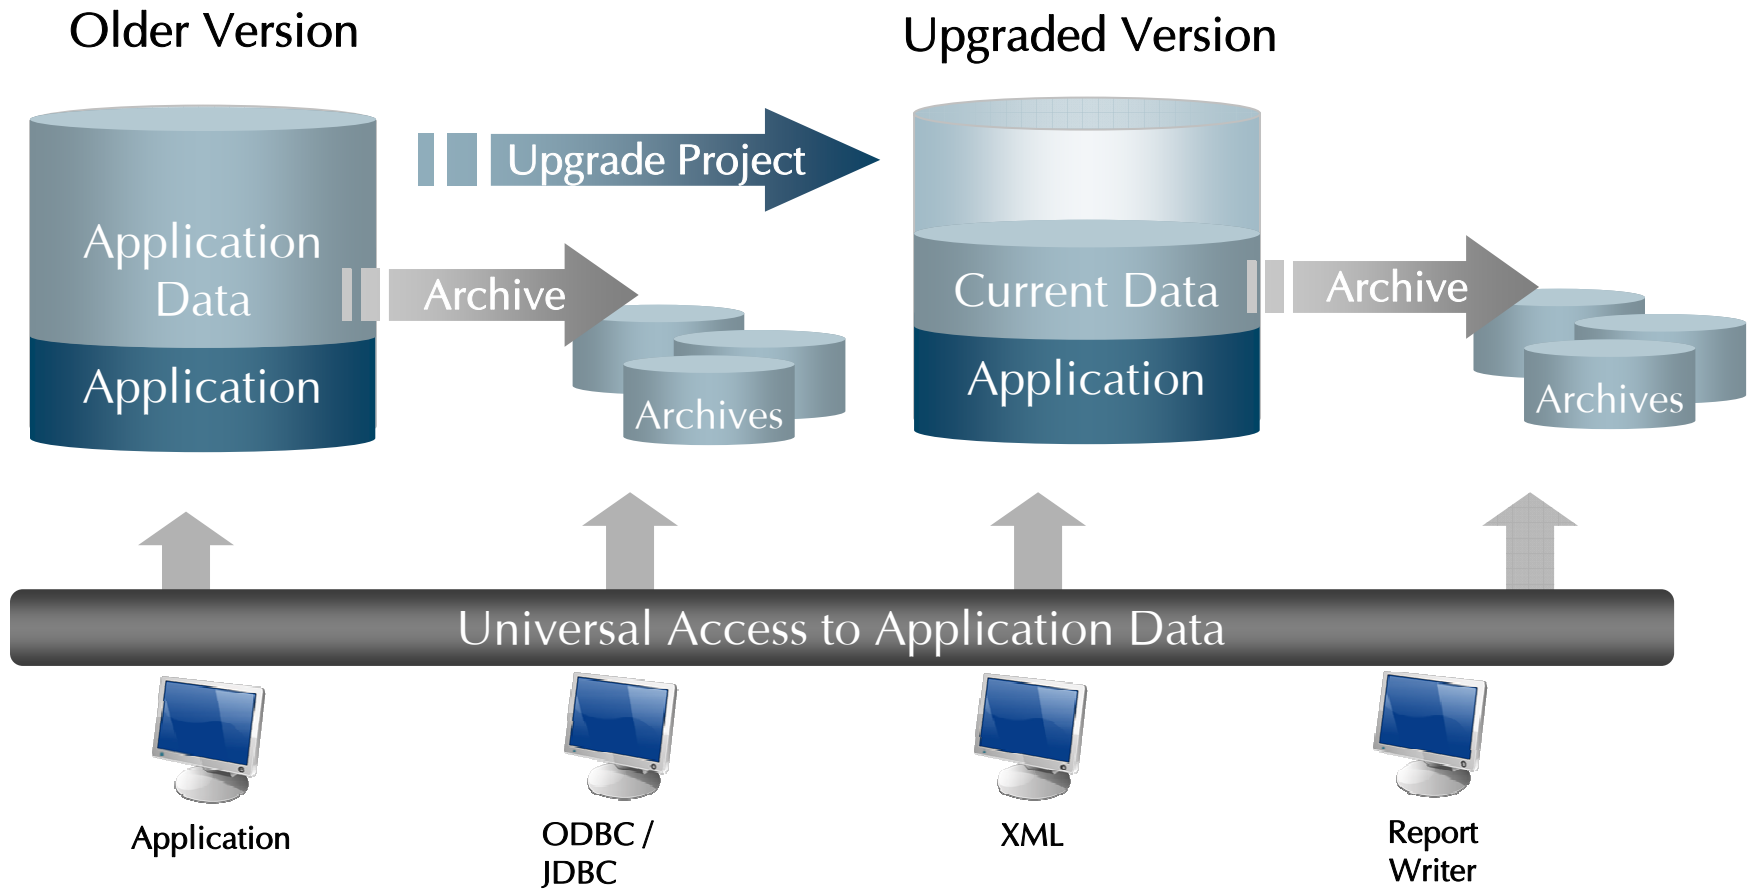 Older Version
Upgraded Version
Upgrade Project
Application
Data
Archive
Current Data
Archive
Application
Archives
Application
Archives
Universal Access to Application Data
Application
ODBC /
JDBC
XML
Report
Writer